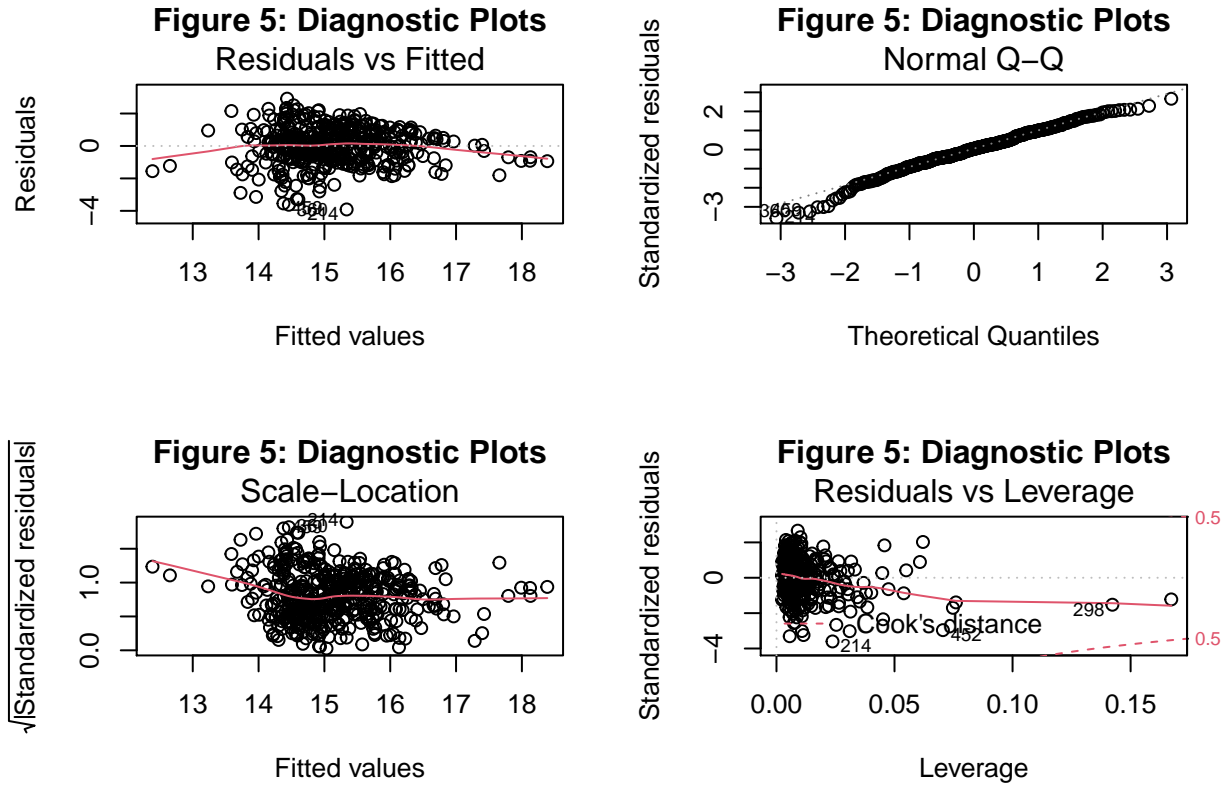 Figure 5: Diagnostic Plots
Residuals vs Fitted
Residuals
0
−4
214
13 14 15 16 17 18
Fitted values
Figure 5: Diagnostic Plots
Normal Q−Q
Standardized residuals
2
0
−3
214
−3 −2 −1 0 1 2 3
Theoretical Quantiles
Figure 5: Diagnostic Plots
Scale−Location
√|Standardized residuals|
1.0
0.0
214
13 14 15 16 17 18
Fitted values
Figure 5: Diagnostic Plots
Residuals vs Leverage
Standardized residuals
0
−4
0.5
0.5
298
Cook's distance
452
214
0.00 0.05 0.10 0.15
Leverage